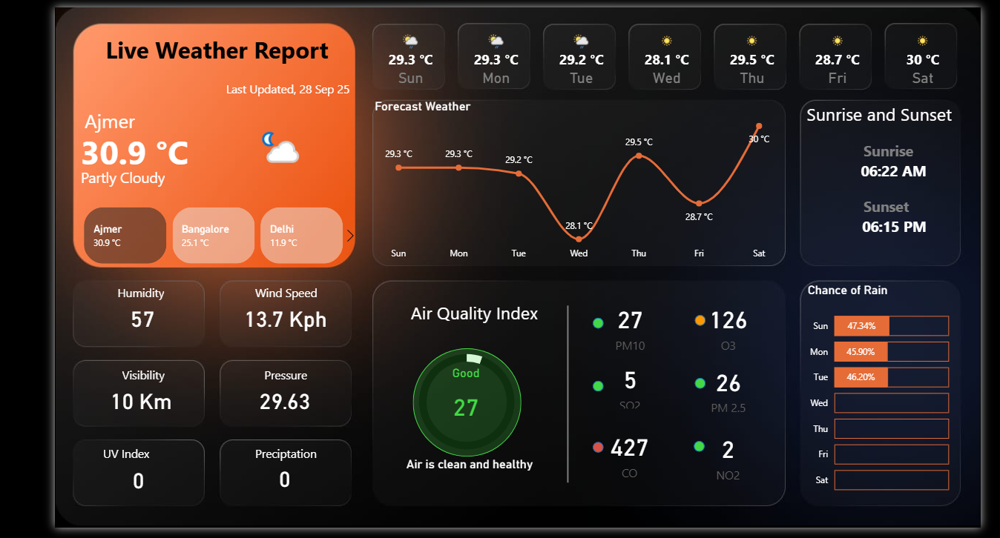 Live Weather Report
Last Updated, 28 Sep 25
Ajmer
30.9 °C
Partly Cloudy
Ajmer
30.9 °C
Bangalore
25.1 °C
Delhi
11.9 °C
29.3 °C
Sun
29.3 °C
Mon
29.2 °C
Tue
28.1 °C
Wed
29.5 °C
Thu
28.7 °C
Fri
30 °C
Sat
Forecast Weather
29.3 °C
29.3 °C
29.2 °C
28.1 °C
29.5 °C
28.7 °C
30 °C
Sun Mon Tue Wed Thu Fri Sat
Sunrise and Sunset
Sunrise
06:22 AM
Sunset
06:15 PM
Humidity
57
Wind Speed
13.7 Kph
Visibility
10 Km
Pressure
29.63
UV Index
0
Preciptation
0
Air Quality Index
Good
27
Air is clean and healthy
27
PM10
126
O3
5
SO2
26
PM 2.5
427
CO
2
NO2
Chance of Rain
Sun 47.34%
Mon 45.90%
Tue 46.20%
Wed
Thu
Fri
Sat